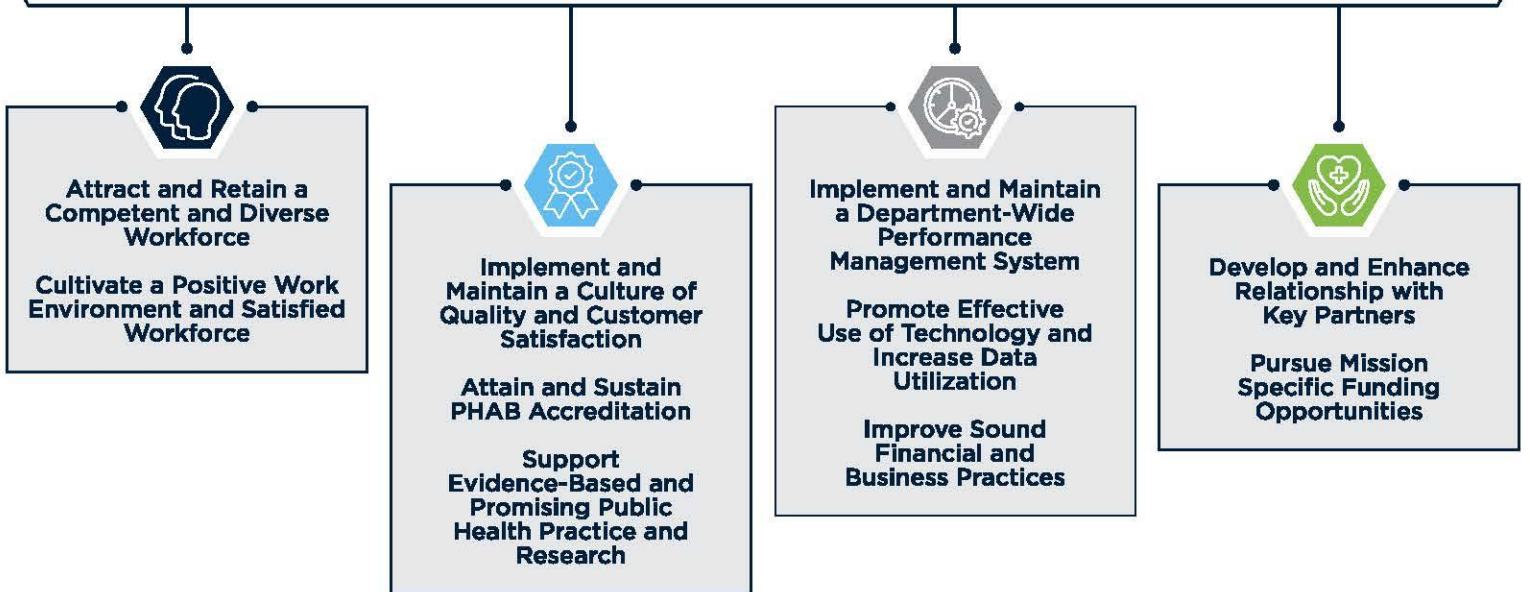 Attract and Retain a
Competent and Diverse
Workforce
Cultivate a Positive Work
Environment and Satisfied
Workforce
Implement and
Maintain a Culture of
Quality and Customer
Satisfaction
Attain and Sustain
PHAB Accreditation
Support
Evidence-Based and
Promising Public
Health Practice and
Research
Implement and Maintain
a Department-Wide
Performance
Management System
Promote Effective
Use of Technology and
Increase Data
Utilization
Improve Sound
Financial and
Business Practices
Develop and Enhance
Relationship with
Key Partners
Pursue Mission
Specific Funding
Opportunities